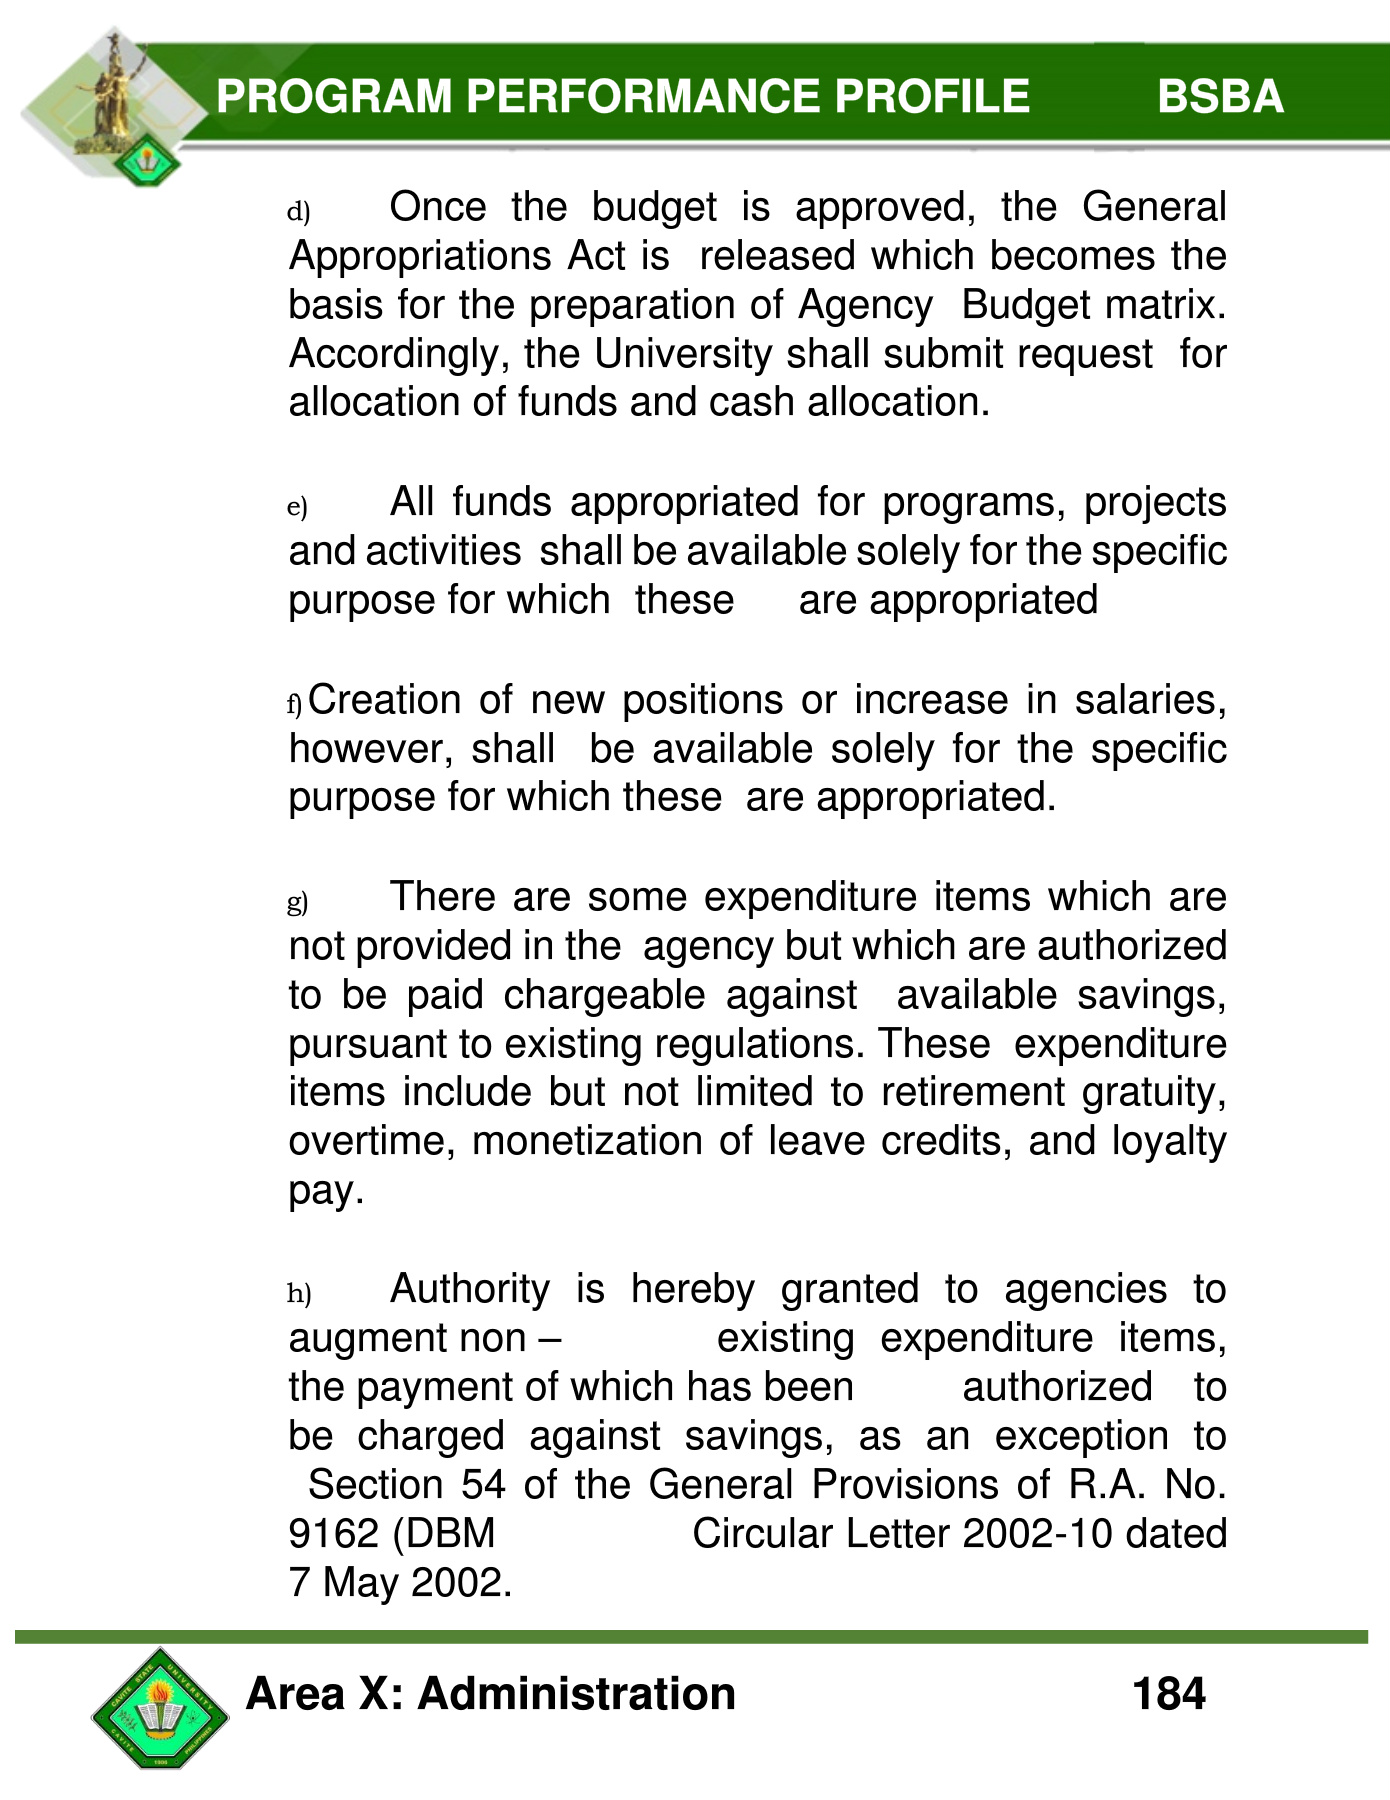 PROGRAM PERFORMANCE PROFILE BSBA
d) Once the budget is approved, the General
Appropriations Act is released which becomes the
basis for the preparation of Agency Budget matrix.
Accordingly, the University shall submit request for
allocation of funds and cash allocation.
e) All funds appropriated for programs, projects
and activities shall be available solely for the specific
purpose for which these are appropriated
f) Creation of new positions or increase in salaries,
however, shall be available solely for the specific
purpose for which these are appropriated.
g) There are some expenditure items which are
not provided in the agency but which are authorized
to be paid chargeable against available savings,
pursuant to existing regulations. These expenditure
items include but not limited to retirement gratuity,
overtime, monetization of leave credits, and loyalty
pay.
h) Authority is hereby granted to agencies to
augment non – existing expenditure items,
the payment of which has been authorized to
be charged against savings, as an exception to
Section 54 of the General Provisions of R.A. No.
9162 (DBM Circular Letter 2002-10 dated
7 May 2002.
CAVITE STATE UNIVERSITY
CAVITE 1906 PHILIPPINES
Area X: Administration 184